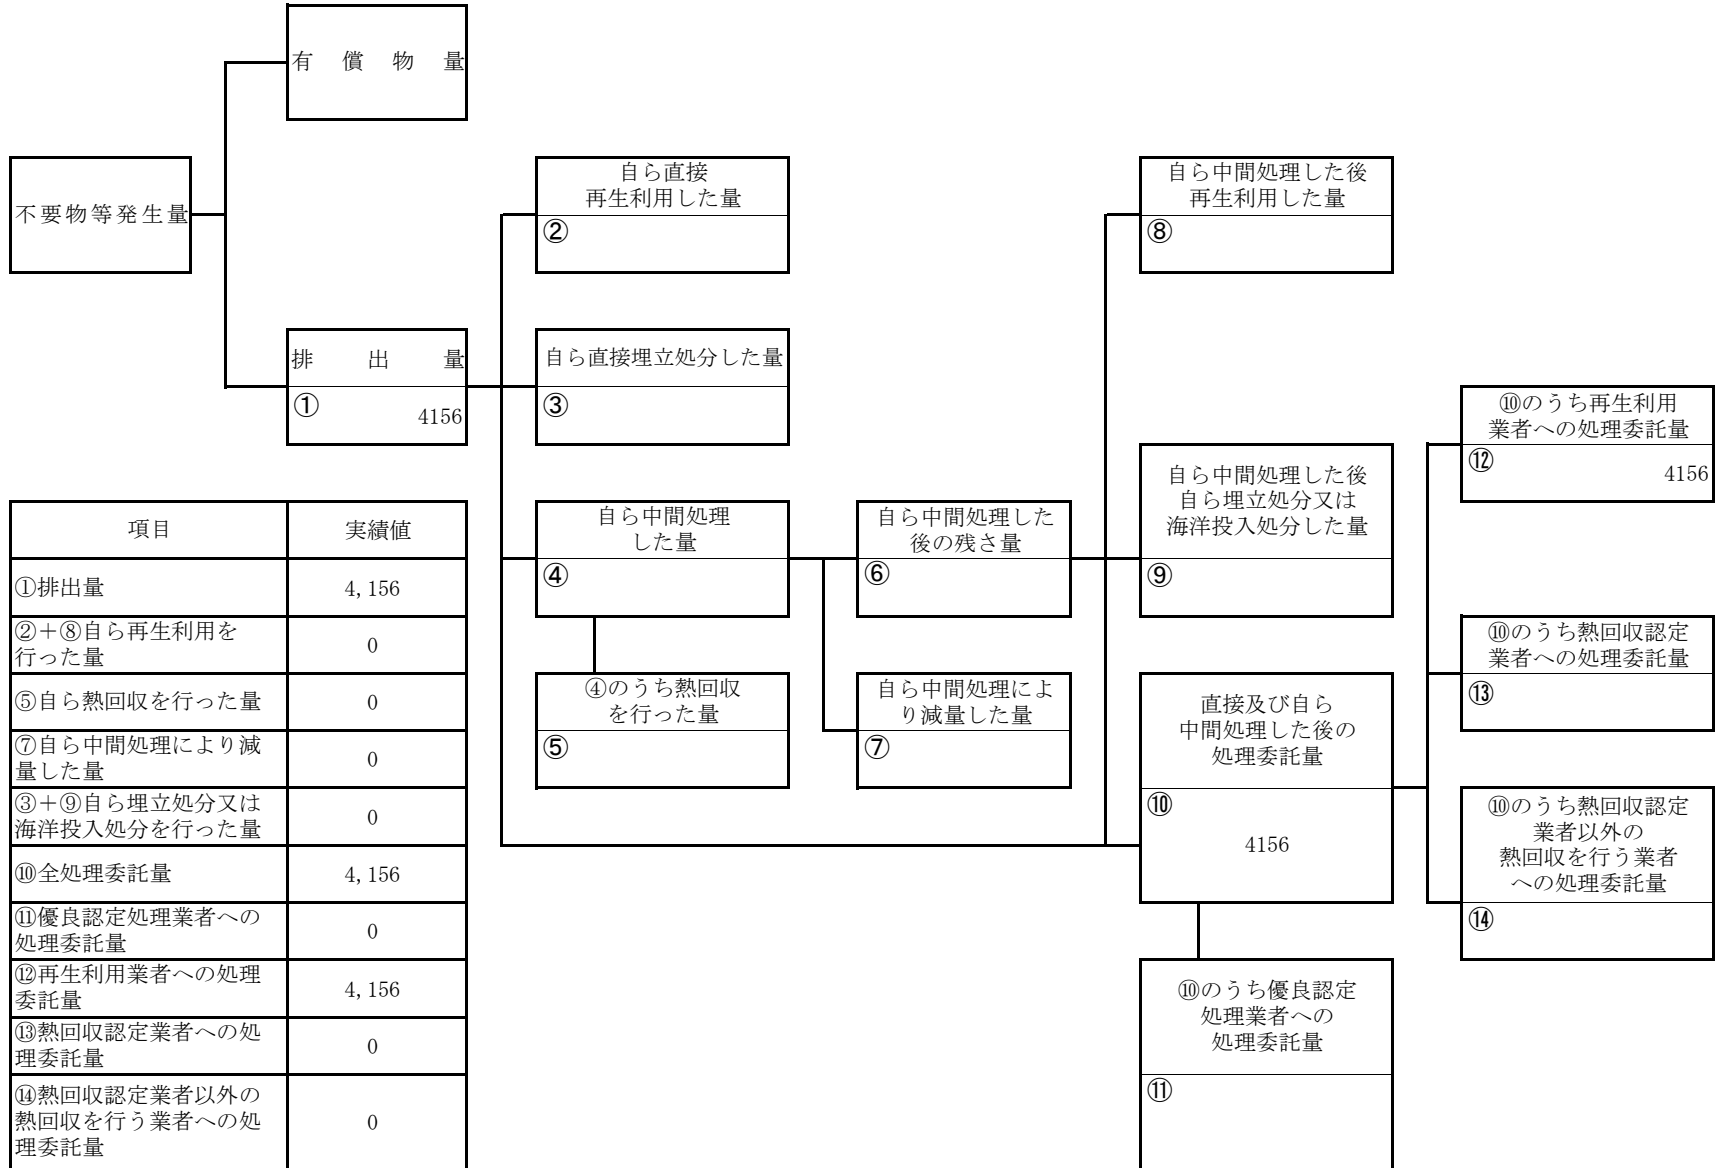 有償物量
不要物等発生量
自ら直接
再生利用した量
②
自ら中間処理した後
再生利用した量
⑧
排出量
①
4156
自ら直接埋立処分した量
③
⑩のうち再生利用
業者への処理委託量
⑫
4156
自ら中間処理
した量
④
自ら中間処理した
後の残さ量
⑥
自ら中間処理した後
自ら埋立処分又は
海洋投入処分した量
⑨
④のうち熱回収
を行った量
⑤
自ら中間処理によ
り減量した量
⑦
直接及び自ら
中間処理した後の
処理委託量
⑩
4156
⑩のうち熱回収認定
業者への処理委託量
⑬
⑩のうち熱回収認定
業者以外の
熱回収を行う業者
への処理委託量
⑭
⑩のうち優良認定
処理業者への
処理委託量
⑪
項目 実績値
①排出量 4,156
②＋⑧自ら再生利用を
行った量 0
⑤自ら熱回収を行った量 0
⑦自ら中間処理により減
量した量 0
③＋⑨自ら埋立処分又は
海洋投入処分を行った量 0
⑩全処理委託量 4,156
⑪優良認定処理業者への
処理委託量 0
⑫再生利用業者への処理
委託量 4,156
⑬熱回収認定業者への処
理委託量 0
⑭熱回収認定業者以外の
熱回収を行う業者への処
理委託量 0